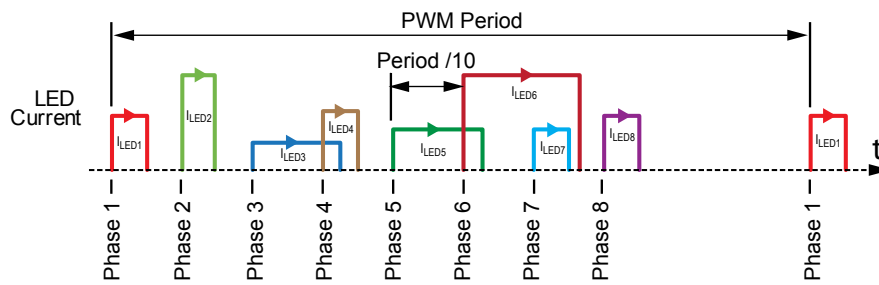 PWM Period
Period /10
LED
Current
ILED1
ILED2
ILED3
ILED4
ILED5
ILED6
ILED7
ILED8
ILED1
t
Phase 1
Phase 2
Phase 3
Phase 4
Phase 5
Phase 6
Phase 7
Phase 8
Phase 1